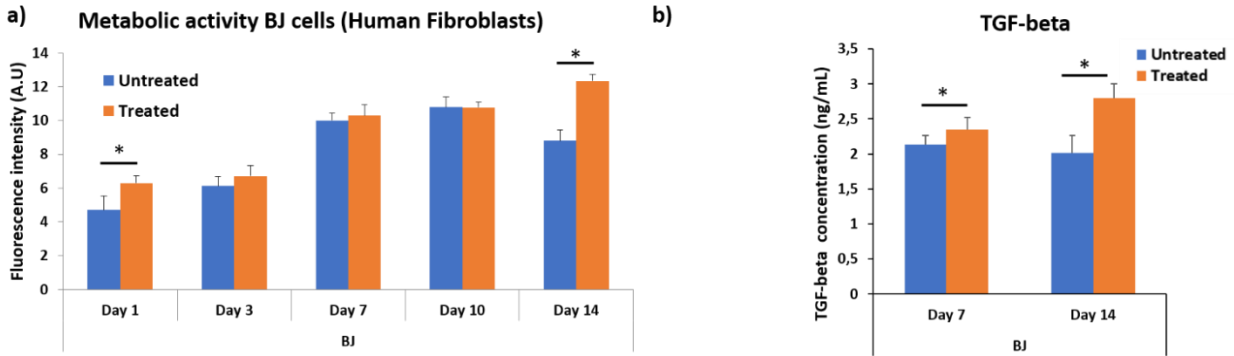 a)
Metabolic activity BJ cells (Human Fibroblasts)
Fluorescence intensity (A.U)
14
12
10
8
6
4
2
0
Untreated
Treated
*
*
Day 1
Day 3
Day 7
Day 10
Day 14
BJ
b)
TGF-beta
TGF-beta concentration (ng/mL)
3,5
3
2,5
2
1,5
1
0,5
0
Untreated
Treated
*
*
Day 7
Day 14
BJ